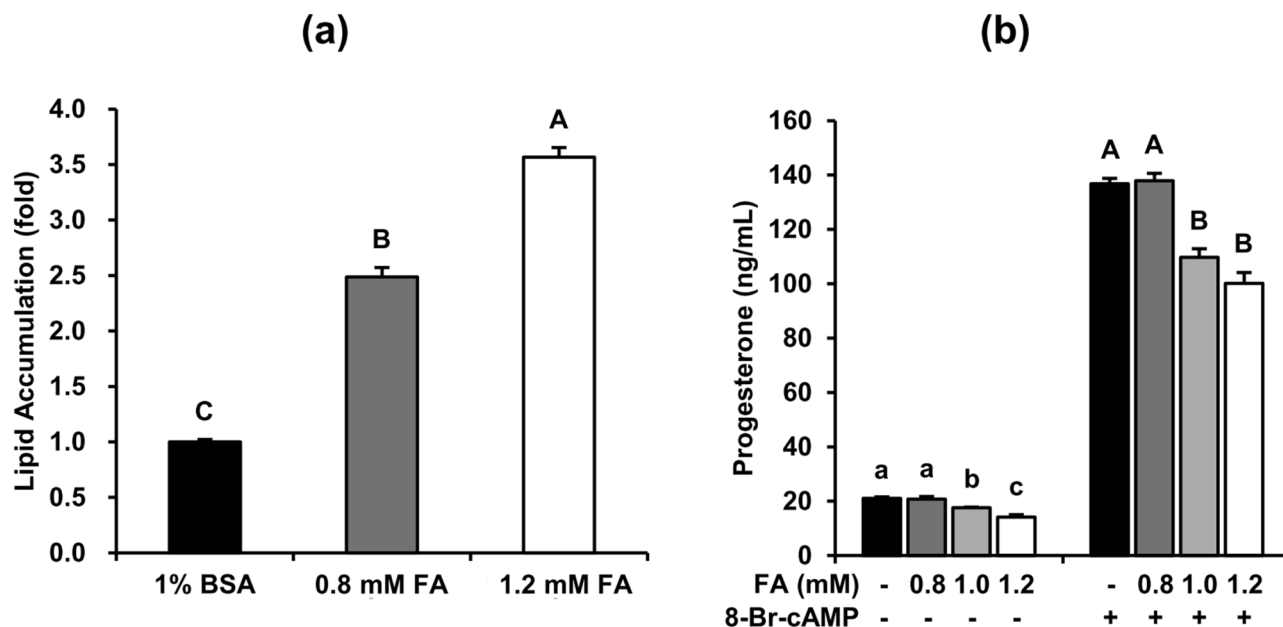 (a)
Lipid Accumulation (fold)
4.0
3.5
3.0
2.5
2.0
1.5
1.0
0.5
0.0
C
B
A
1% BSA 0.8 mM FA 1.2 mM FA
(b)
Progesterone (ng/mL)
160
140
120
100
80
60
40
20
0
a a b c A A B B
FA (mM) - 0.8 1.0 1.2 - 0.8 1.0 1.2
8-Br-cAMP - - - - + + + +